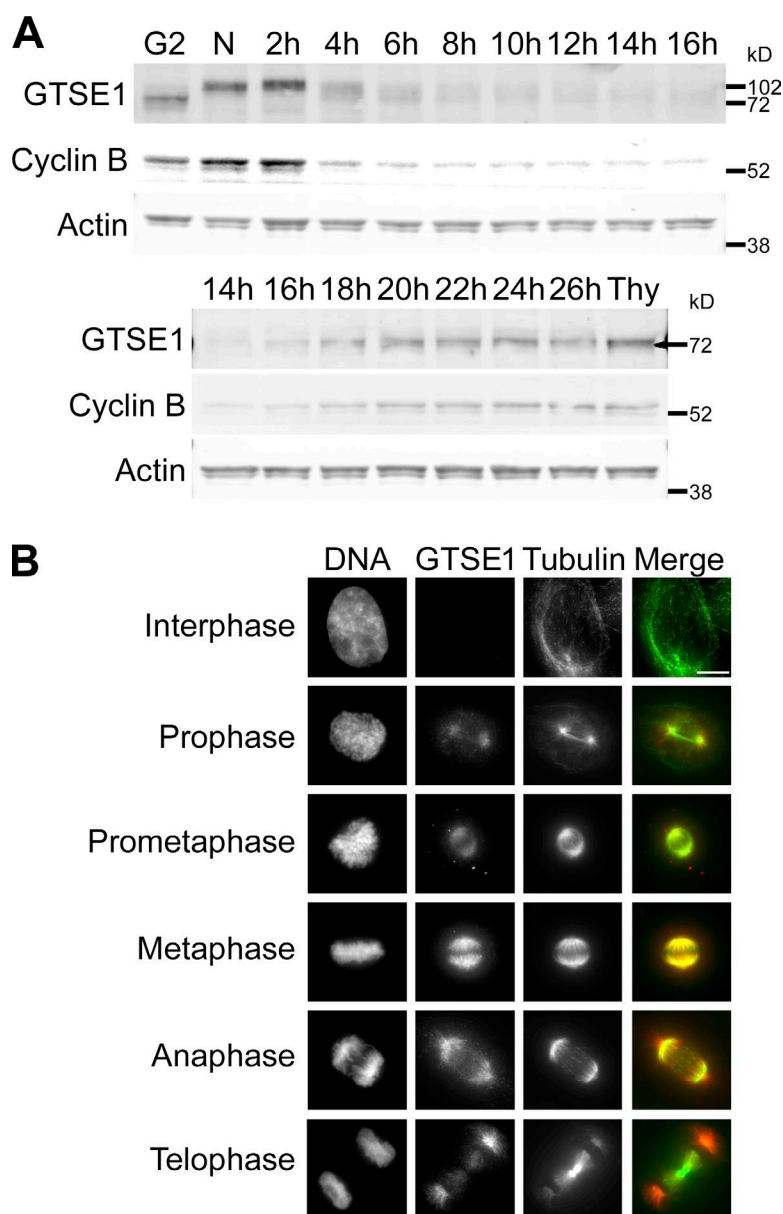 A
G2 N 2h 4h 6h 8h 10h 12h 14h 16h
kD
GTSE1
102
72
Cyclin B
52
Actin
38
14h 16h 18h 20h 22h 24h 26h Thy
kD
GTSE1
72
Cyclin B
52
Actin
38
B
DNA GTSE1 Tubulin Merge
Interphase
Prophase
Prometaphase
Metaphase
Anaphase
Telophase